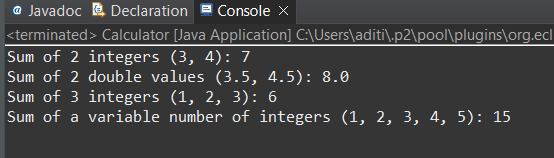 @ Javadoc Declaration Console ×
<terminated> Calculator [Java Application] C:\Users\aditi\.p2\pool\plugins\org.ecl
Sum of 2 integers (3, 4): 7
Sum of 2 double values (3.5, 4.5): 8.0
Sum of 3 integers (1, 2, 3): 6
Sum of a variable number of integers (1, 2, 3, 4, 5): 15